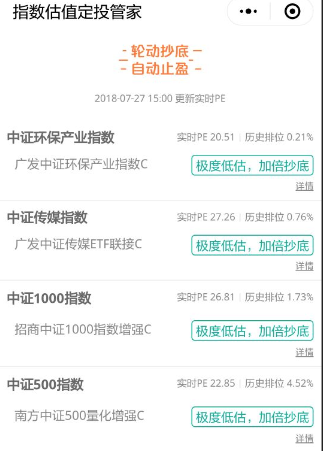 指数估值定投管家
- 轮动抄底 -
- 自动止盈 -
2018-07-27 15:00 更新实时PE
中证环保产业指数
实时PE 20.51 | 历史排位 0.21%
广发中证环保产业指数C
极度低估，加倍抄底
详情
中证传媒指数
实时PE 27.26 | 历史排位 0.76%
广发中证传媒ETF联接C
极度低估，加倍抄底
详情
中证1000指数
实时PE 26.81 | 历史排位 1.73%
招商中证1000指数增强C
极度低估，加倍抄底
详情
中证500指数
实时PE 22.85 | 历史排位 4.52%
南方中证500量化增强C
极度低估，加倍抄底
详情